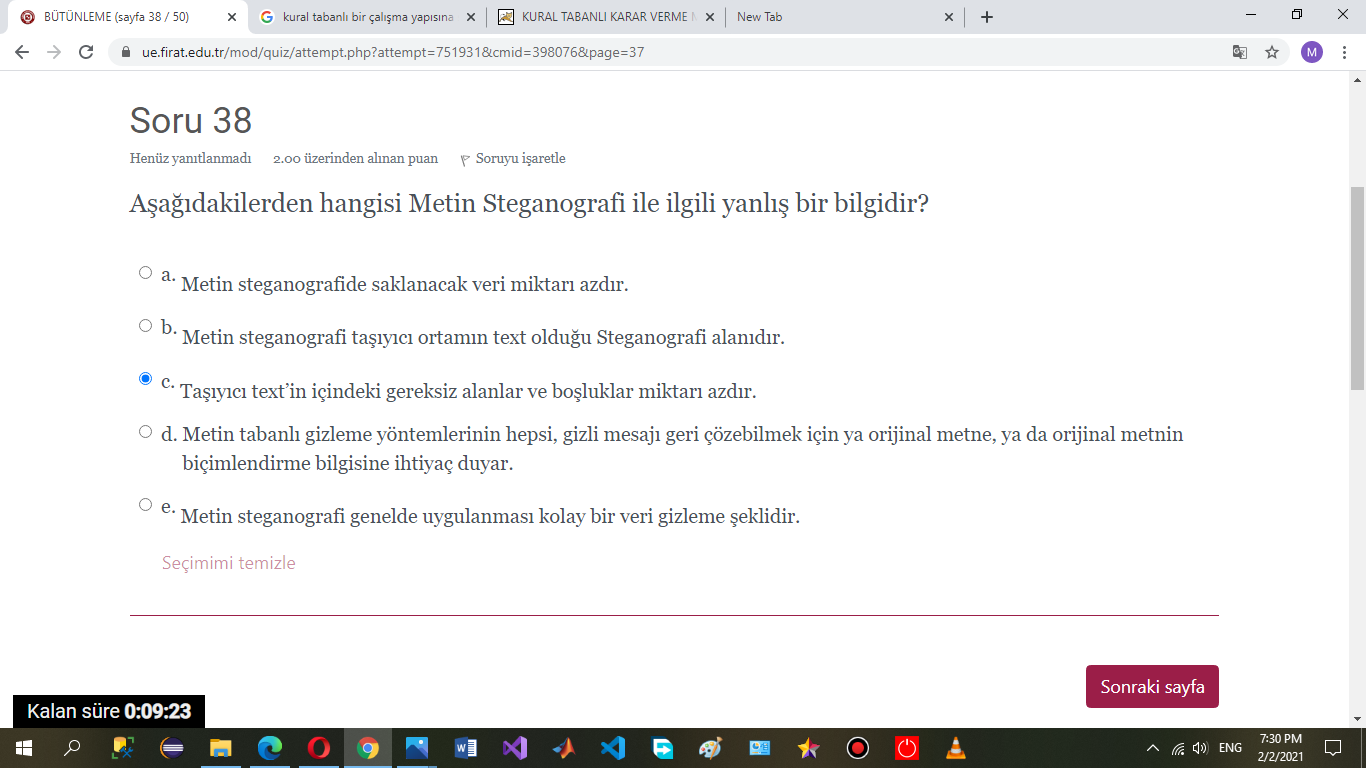 BÜTÜNLEME (sayfa 38 / 50)
kural tabanlı bir çalışma yapısına
KURAL TABANLI KARAR VERME
New Tab
ue.firat.edu.tr/mod/quiz/attempt.php?attempt=751931&cmid=398076&page=37
M
Soru 38
Henüz yanıtlanmadı 2.00 üzerinden alınan puan Soruyu işaretle
Aşağıdakilerden hangisi Metin Steganografi ile ilgili yanlış bir bilgidir?
a. Metin steganografide saklanacak veri miktarı azdır.
b. Metin steganografi taşıyıcı ortamın text olduğu Steganografi alanıdır.
c. Taşıyıcı text’in içindeki gereksiz alanlar ve boşluklar miktarı azdır.
d. Metin tabanlı gizleme yöntemlerinin hepsi, gizli mesajı geri çözebilmek için ya orijinal metne, ya da orijinal metnin
biçimlendirme bilgisine ihtiyaç duyar.
e. Metin steganografi genelde uygulanması kolay bir veri gizleme şeklidir.
Seçimimi temizle
Sonraki sayfa
Kalan süre 0:09:23
ENG
7:30 PM
2/2/2021